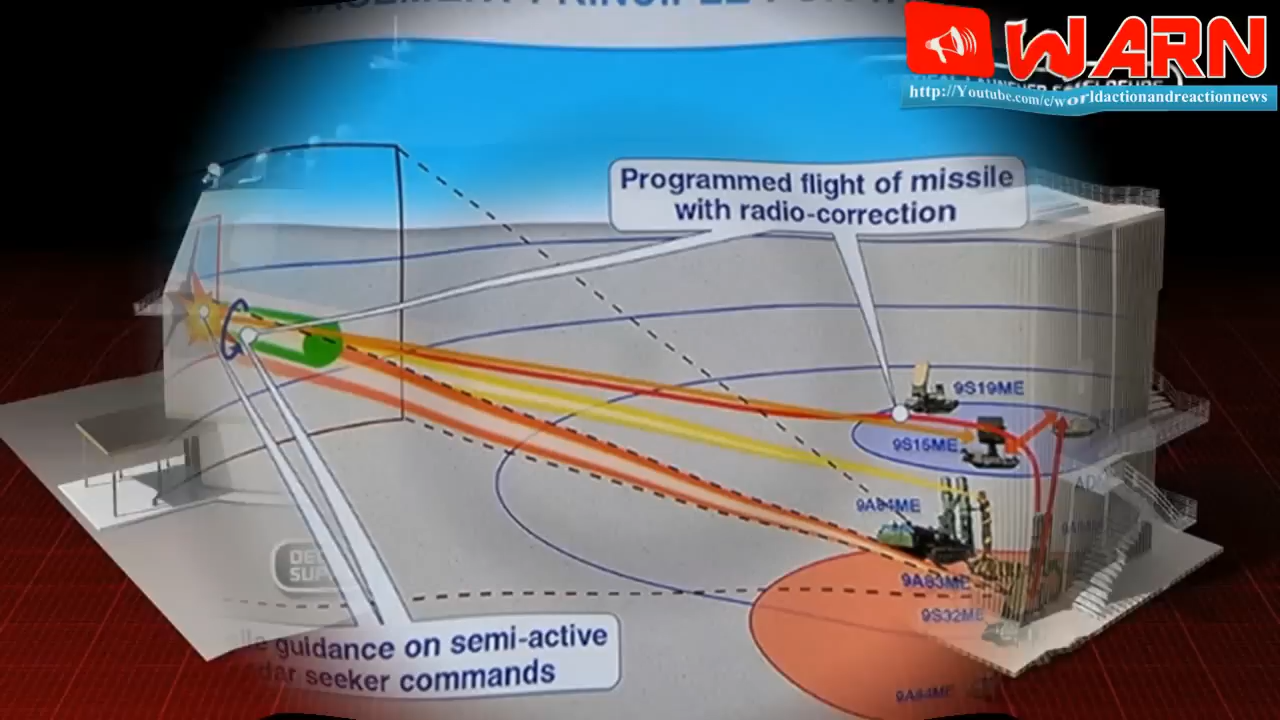 WARN
http://Youtube.com/c/worldactionandreactionnews
Programmed flight of missile
with radio-correction
9S19ME
9S15ME
9A84ME
9A83ME
9S32ME
guidance on semi-active
seeker commands